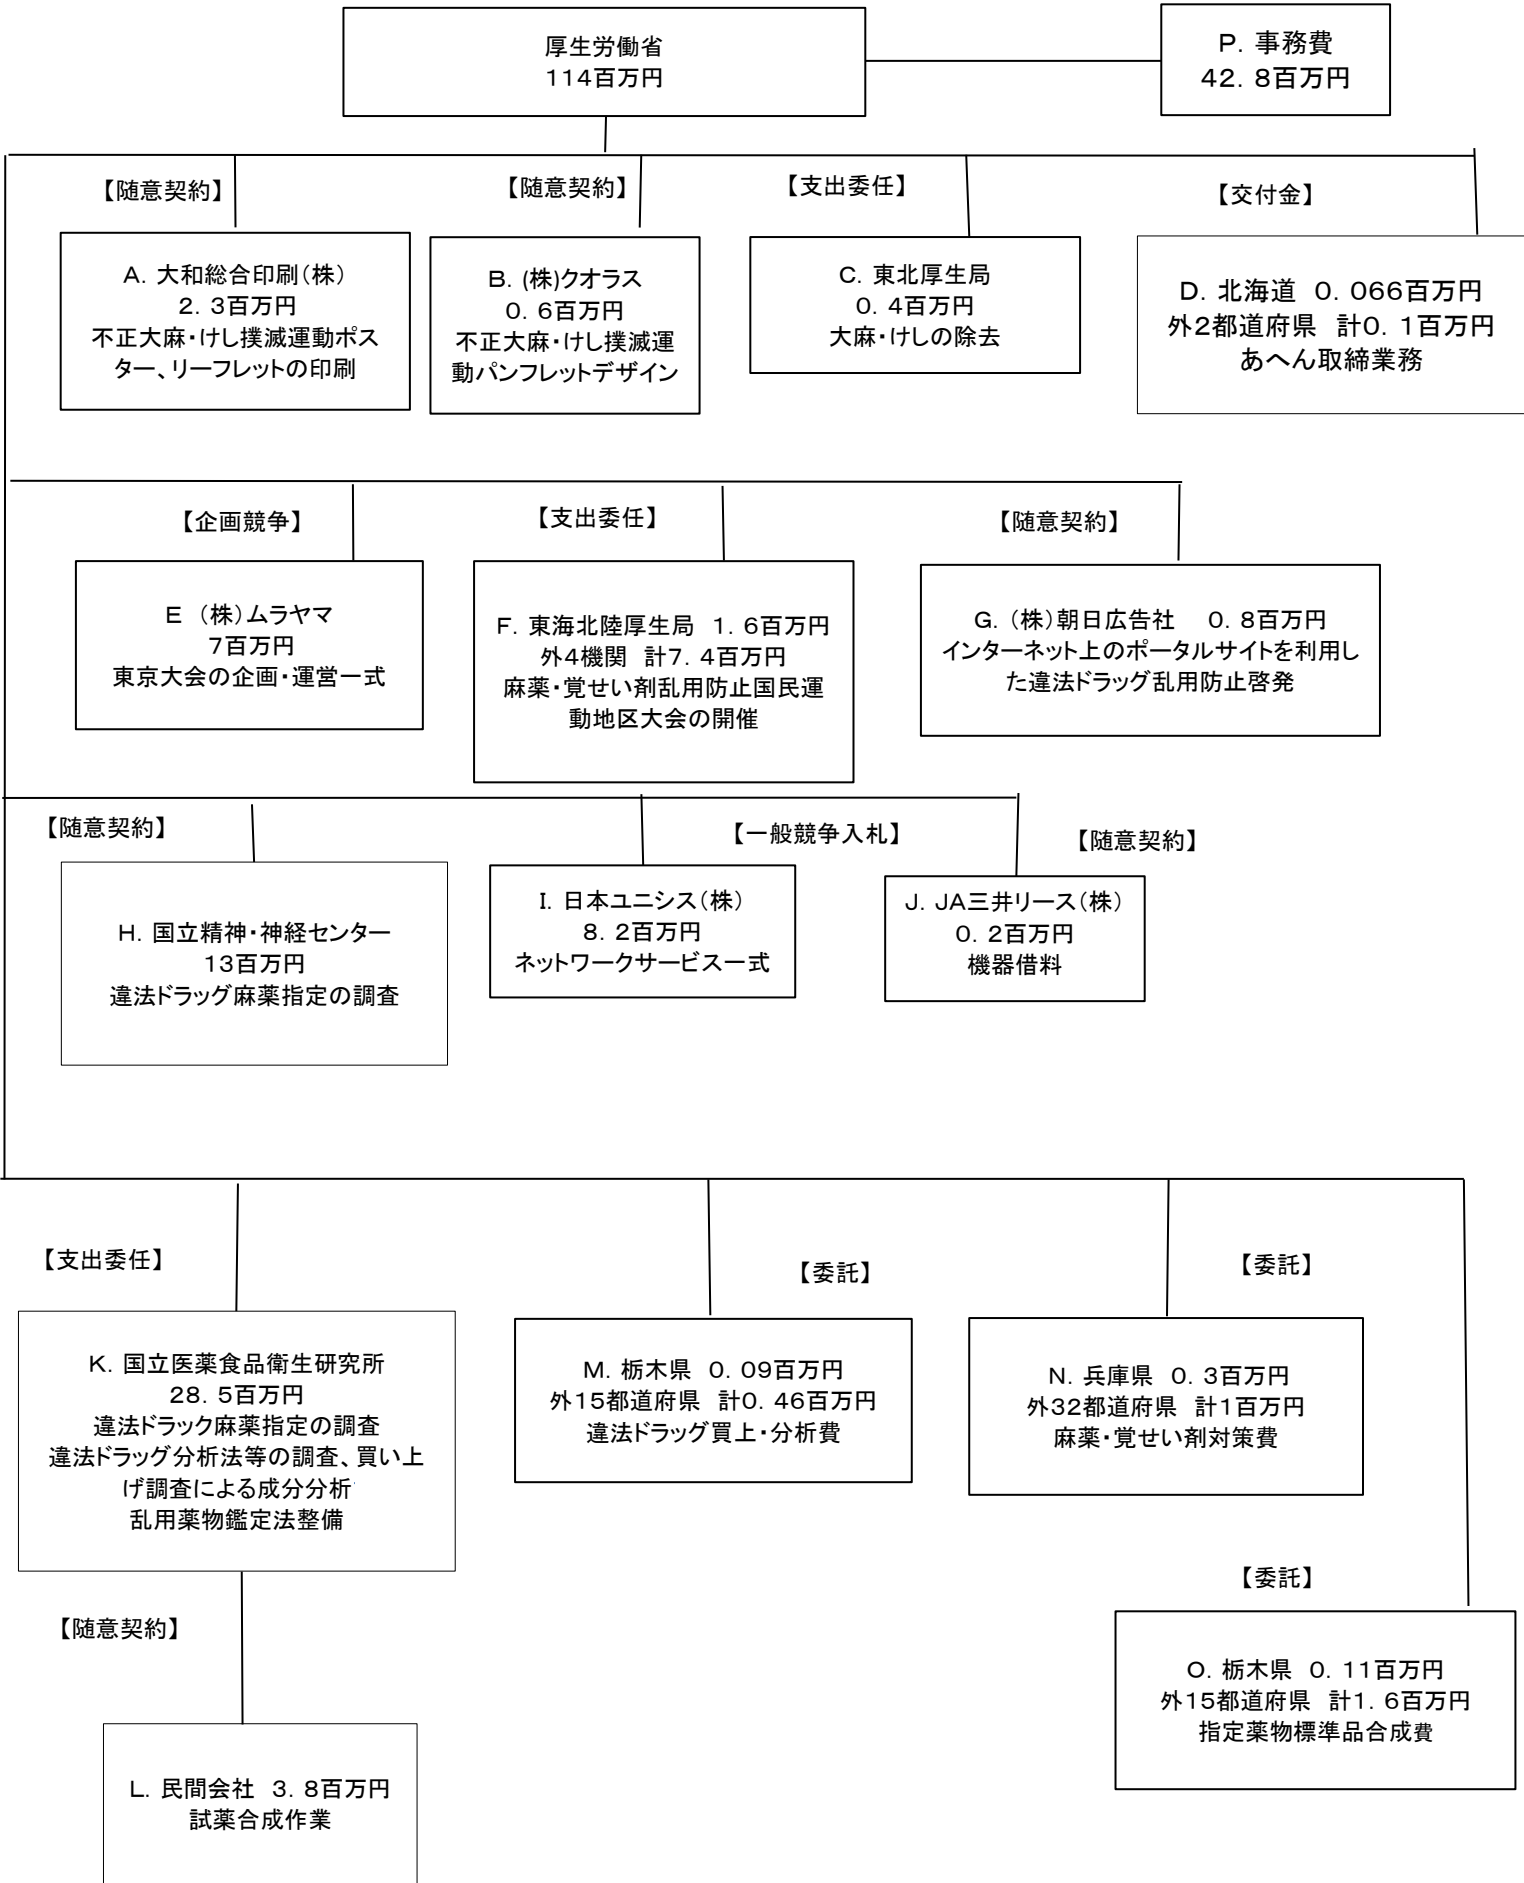 厚生労働省
114百万円
P. 事務費
42. 8百万円
【随意契約】
【随意契約】
【支出委任】
【交付金】
A. 大和総合印刷(株)
2. 3百万円
不正大麻・けし撲滅運動ポス
ター、リーフレットの印刷
B. (株)クオラス
0. 6百万円
不正大麻・けし撲滅運
動パンフレットデザイン
C. 東北厚生局
0. 4百万円
大麻・けしの除去
D. 北海道 0. 066百万円
外2都道府県 計0. 1百万円
あへん取締業務
【企画競争】
【支出委任】
【随意契約】
E (株)ムラヤマ
7百万円
東京大会の企画・運営一式
F. 東海北陸厚生局 1. 6百万円
外4機関 計7. 4百万円
麻薬・覚せい剤乱用防止国民運
動地区大会の開催
G. (株)朝日広告社 0. 8百万円
インターネット上のポータルサイトを利用し
た違法ドラッグ乱用防止啓発
【随意契約】
【一般競争入札】
【随意契約】
H. 国立精神・神経センター
13百万円
違法ドラッグ麻薬指定の調査
I. 日本ユニシス(株)
8. 2百万円
ネットワークサービス一式
J. JA三井リース(株)
0. 2百万円
機器借料
【支出委任】
【委託】
【委託】
K. 国立医薬食品衛生研究所
28. 5百万円
違法ドラック麻薬指定の調査
違法ドラッグ分析法等の調査、買い上
げ調査による成分分析
乱用薬物鑑定法整備
M. 栃木県 0. 09百万円
外15都道府県 計0. 46百万円
違法ドラッグ買上・分析費
N. 兵庫県 0. 3百万円
外32都道府県 計1百万円
麻薬・覚せい剤対策費
【随意契約】
【委託】
L. 民間会社 3. 8百万円
試薬合成作業
O. 栃木県 0. 11百万円
外15都道府県 計1. 6百万円
指定薬物標準品合成費